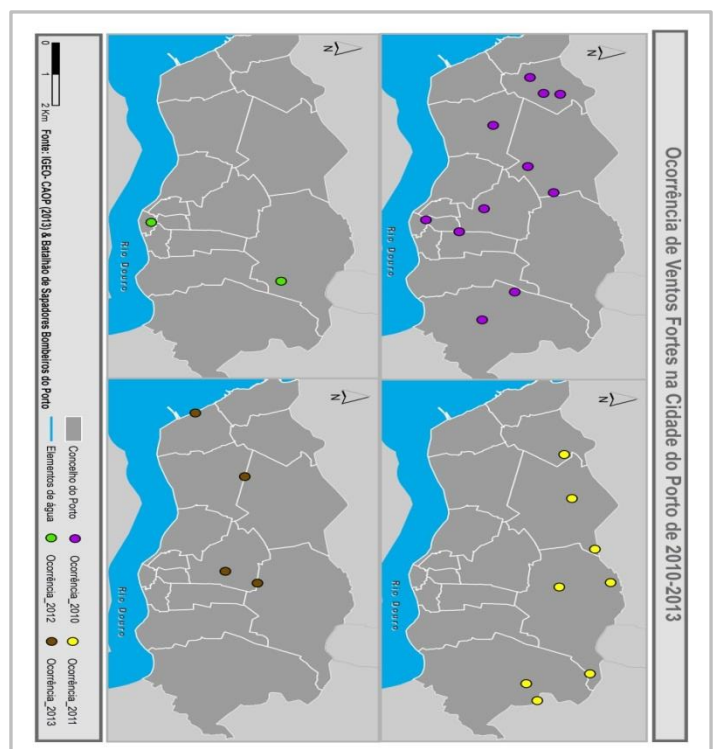 Ocorrência de Ventos Fortes na Cidade do Porto de 2010-2013
N
Rio Douro
N
Rio Douro
N
Rio Douro
N
Rio Douro
0 1 2 Km
Fonte: IGEO- CAOP (2013) & Batalhão de Sapadores Bombeiros do Porto
Concelho do Porto
Elementos de água
Ocorrência_2010
Ocorrência_2012
Ocorrência_2011
Ocorrência_2013